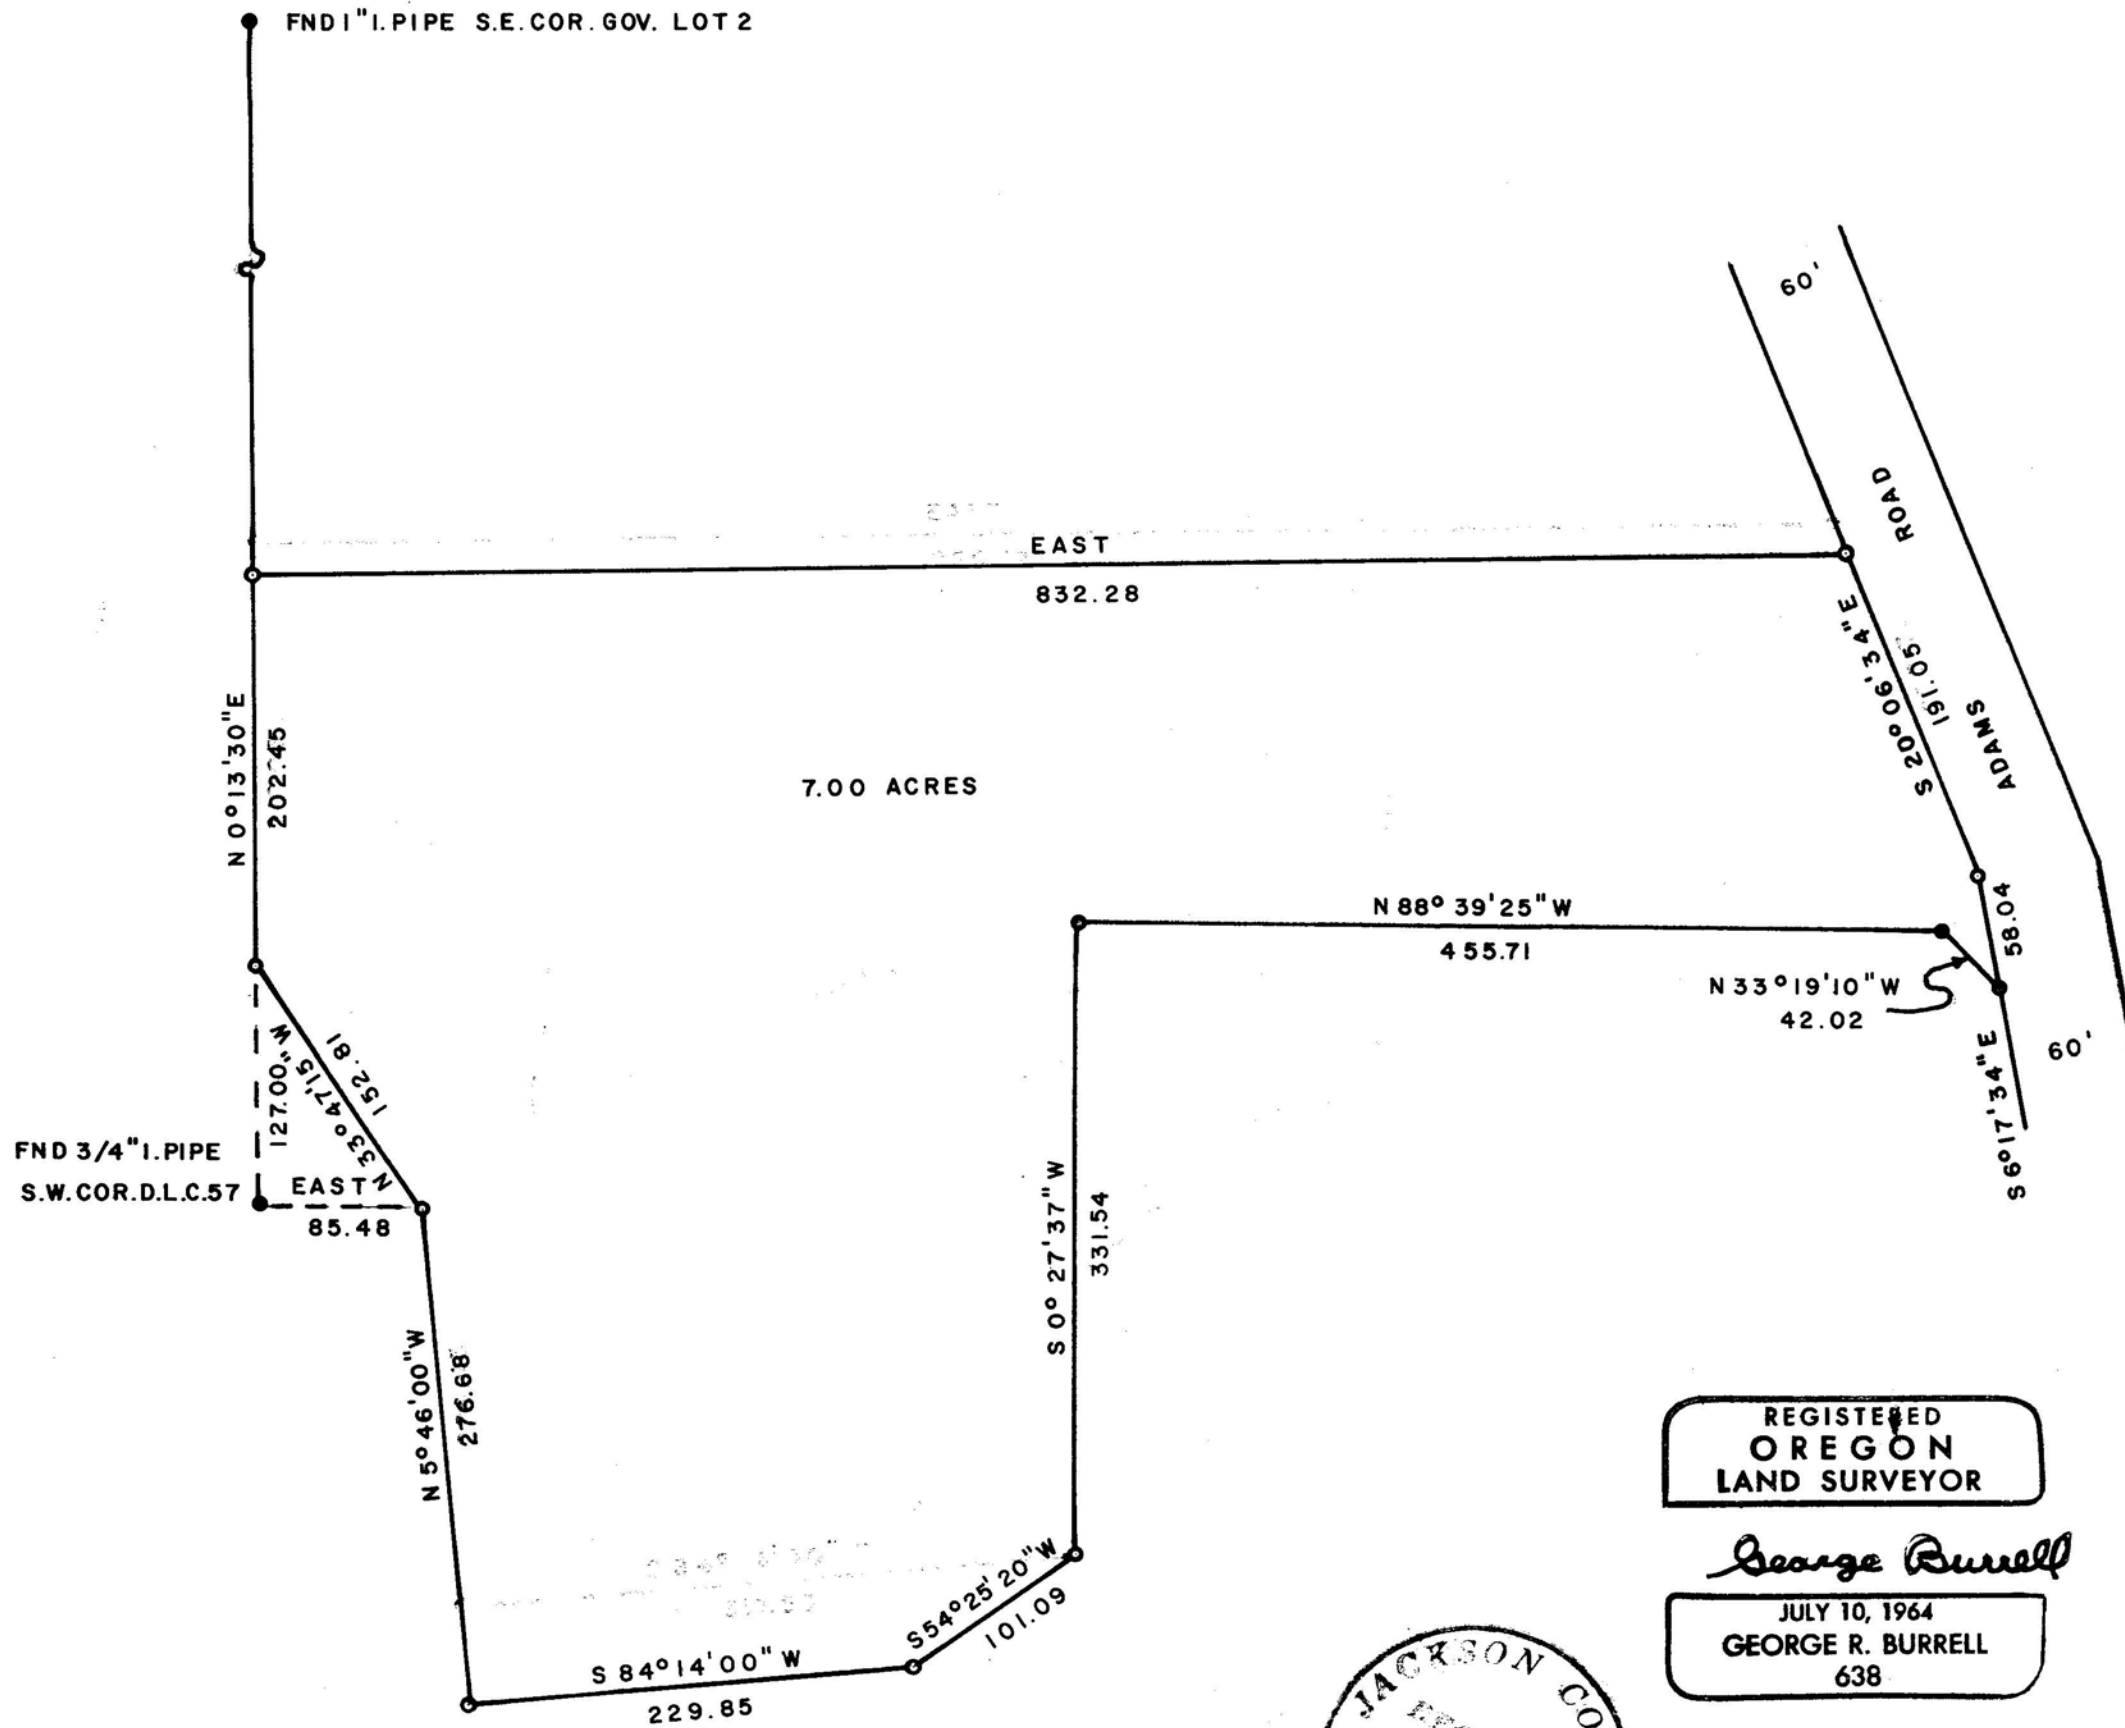 FND 1" I. PIPE S.E. COR. GOV. LOT 2
60'
ROAD
ADAMS
EAST
832.28
S 20° 06' 34" E
191.05
N 0° 13' 30" E
202.45
7.00 ACRES
N 88° 39' 25" W
455.71
58.04
N 33° 19' 10" W
42.02
60'
S 6° 17' 34" E
127.00" W
N 33° 47' 15
152.81
FND 3/4" I. PIPE
S.W. COR. D.L.C. 57
EAST
85.48
S 0° 27' 37" W
331.54
N 5° 46' 00" W
276.68
S 54° 25' 20" W
101.09
S 84° 14' 00" W
229.85
REGISTERED
OREGON
LAND SURVEYOR
George Burrell
JULY 10, 1964
GEORGE R. BURRELL
638
JACKSON CO